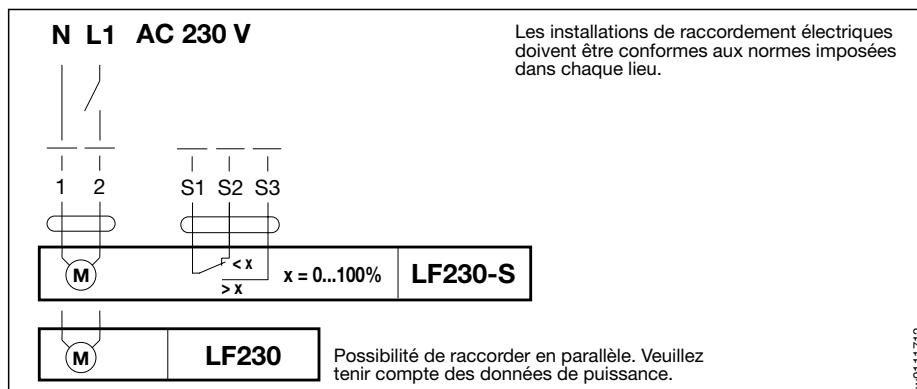 N L1 AC 230 V
Les installations de raccordement électriques
doivent être conformes aux normes imposées
dans chaque lieu.
1 2 S1 S2 S3
M < x
> x
x = 0...100%
LF230-S
M
LF230
Possibilité de raccorder en parallèle. Veuillez
tenir compte des données de puissance.